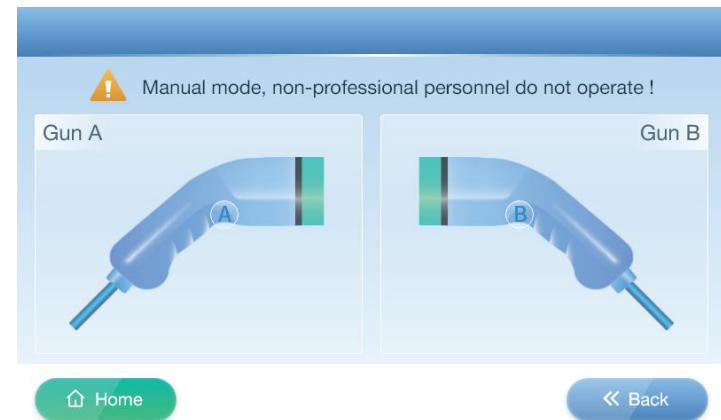 Manual mode, non-professional personnel do not operate !
Gun A
Gun B
A
B
Home
Back